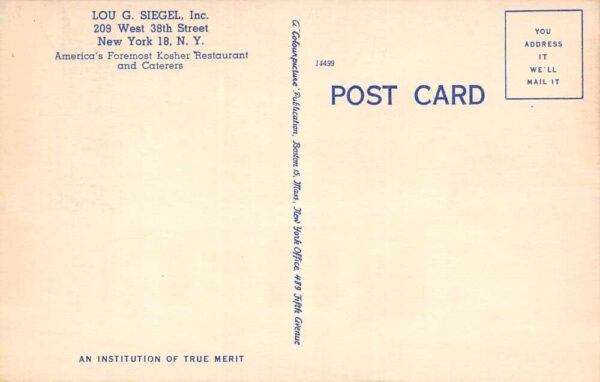 LOU G. SIEGEL, Inc.
209 West 38th Street
New York 18, N. Y.
America's Foremost Kosher Restaurant
and Caterers
AN INSTITUTION OF TRUE MERIT
A "Colourpicture" Publication, Boston 15, Mass., New York Office, 489 Fifth Avenue
14499
POST CARD
YOU
ADDRESS
IT
WE'LL
MAIL IT